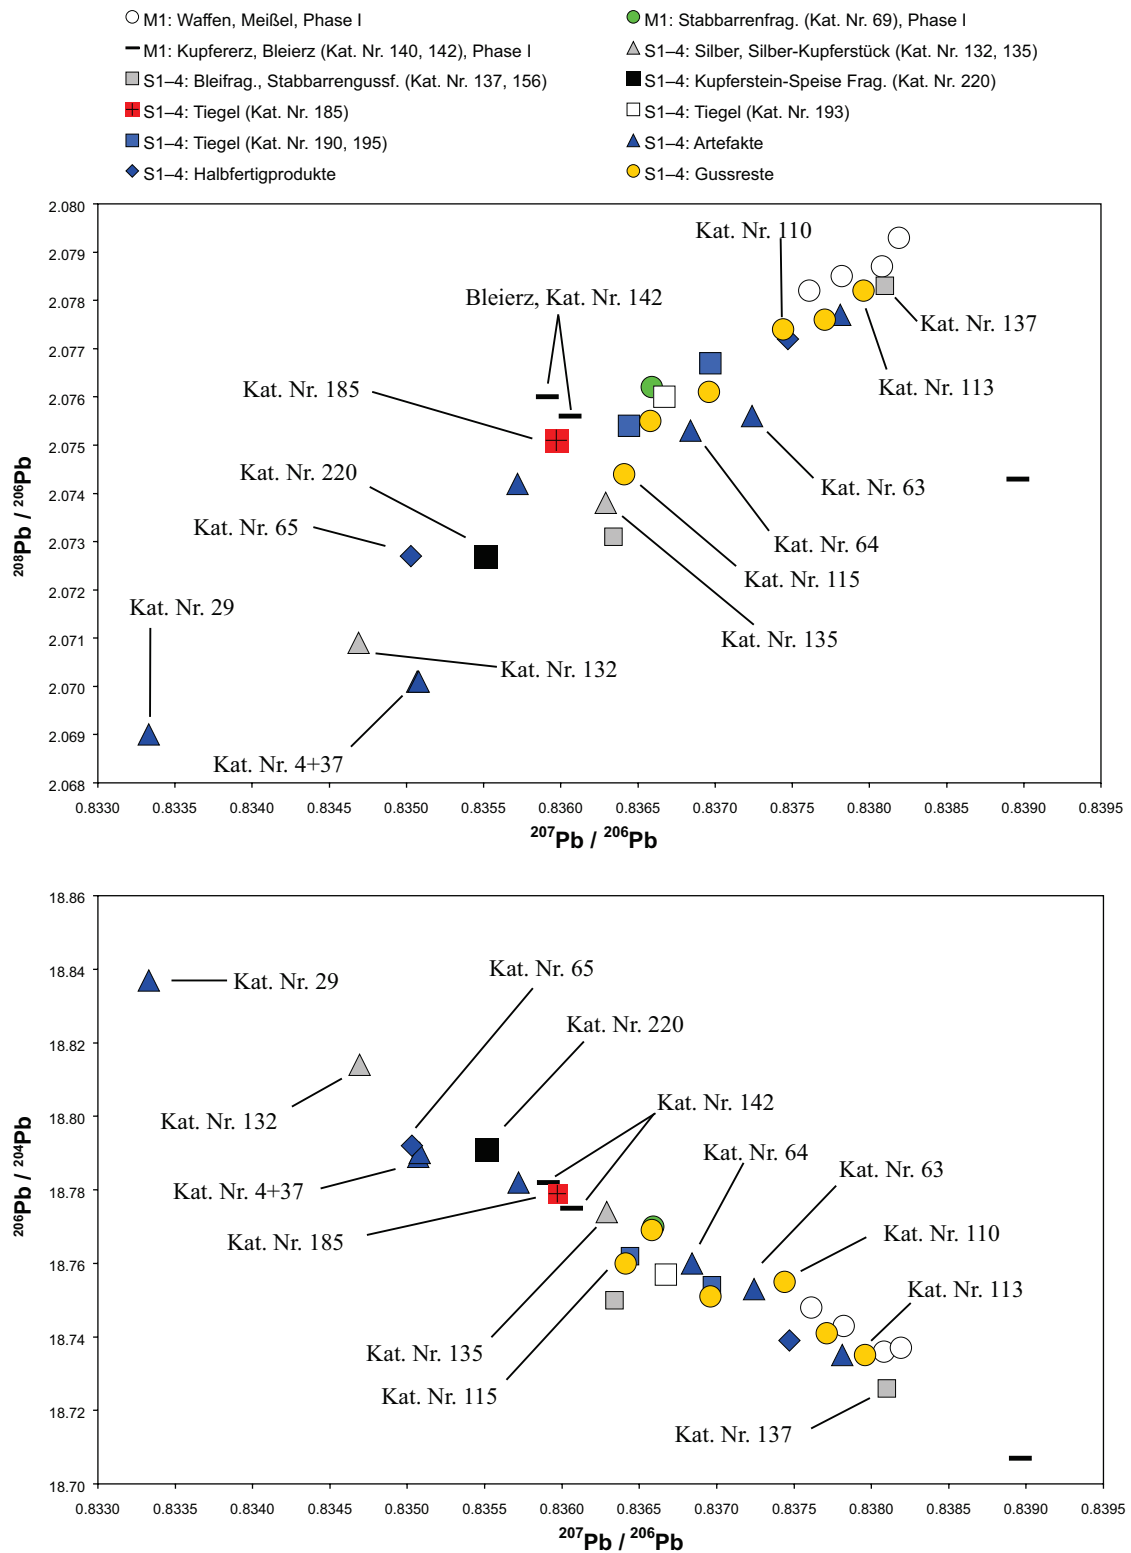 M1: Waffen, Meißel, Phase I
M1: Stabbarrenfrag. (Kat. Nr. 69), Phase I
M1: Kupfererz, Bleierz (Kat. Nr. 140, 142), Phase I
S1–4: Silber, Silber-Kupferstück (Kat. Nr. 132, 135)
S1–4: Bleifrag., Stabbarrengussf. (Kat. Nr. 137, 156)
S1–4: Kupferstein-Speise Frag. (Kat. Nr. 220)
S1–4: Tiegel (Kat. Nr. 185)
S1–4: Tiegel (Kat. Nr. 193)
S1–4: Tiegel (Kat. Nr. 190, 195)
S1–4: Artefakte
S1–4: Halbfertigprodukte
S1–4: Gussreste
2.080
2.079
2.078
2.077
2.076
2.075
2.074
2.073
2.072
2.071
2.070
2.069
2.068
²⁰⁸Pb / ²⁰⁶Pb
Kat. Nr. 110
Bleierz, Kat. Nr. 142
Kat. Nr. 137
Kat. Nr. 185
Kat. Nr. 113
Kat. Nr. 220
Kat. Nr. 63
Kat. Nr. 65
Kat. Nr. 64
Kat. Nr. 115
Kat. Nr. 29
Kat. Nr. 135
Kat. Nr. 132
Kat. Nr. 4+37
0.8330 0.8335 0.8340 0.8345 0.8350 0.8355 0.8360 0.8365 0.8370 0.8375 0.8380 0.8385 0.8390 0.8395
²⁰⁷Pb / ²⁰⁶Pb
18.86
18.84
18.82
18.80
18.78
18.76
18.74
18.72
18.70
²⁰⁶Pb / ²⁰⁴Pb
Kat. Nr. 65
Kat. Nr. 29
Kat. Nr. 220
Kat. Nr. 142
Kat. Nr. 132
Kat. Nr. 64
Kat. Nr. 63
Kat. Nr. 4+37
Kat. Nr. 110
Kat. Nr. 185
Kat. Nr. 113
Kat. Nr. 135
Kat. Nr. 115
Kat. Nr. 137
0.8330 0.8335 0.8340 0.8345 0.8350 0.8355 0.8360 0.8365 0.8370 0.8375 0.8380 0.8385 0.8390 0.8395
²⁰⁷Pb / ²⁰⁶Pb